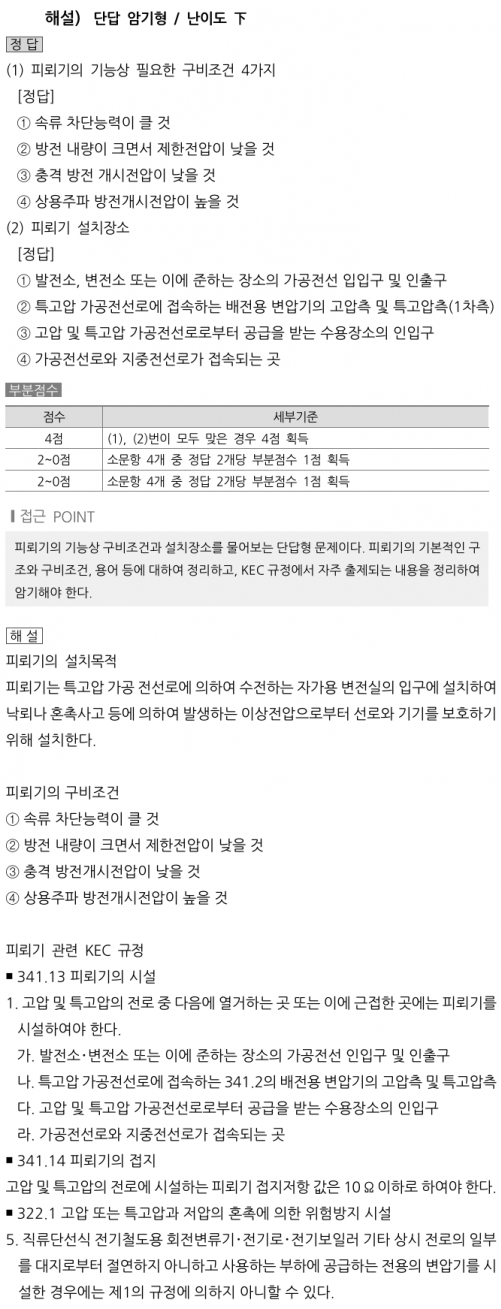 해설) 단답 암기형 / 난이도 下
정 답
(1) 피뢰기의 기능상 필요한 구비조건 4가지
[정답]
① 속류 차단능력이 클 것
② 방전 내량이 크면서 제한전압이 낮을 것
③ 충격 방전 개시전압이 낮을 것
④ 상용주파 방전개시전압이 높을 것
(2) 피뢰기 설치장소
[정답]
① 발전소, 변전소 또는 이에 준하는 장소의 가공전선 입입구 및 인출구
② 특고압 가공전선로에 접속하는 배전용 변압기의 고압측 및 특고압측(1차측)
③ 고압 및 특고압 가공전선로로부터 공급을 받는 수용장소의 인입구
④ 가공전선로와 지중전선로가 접속되는 곳
부분점수
점수 세부기준
4점 (1), (2)번이 모두 맞은 경우 4점 획득
2~0점 소문항 4개 중 정답 2개당 부분점수 1점 획득
2~0점 소문항 4개 중 정답 2개당 부분점수 1점 획득
접근 POINT
피뢰기의 기능상 구비조건과 설치장소를 물어보는 단답형 문제이다. 피뢰기의 기본적인 구
조와 구비조건, 용어 등에 대하여 정리하고, KEC 규정에서 자주 출제되는 내용을 정리하여
암기해야 한다.
해 설
피뢰기의 설치목적
피뢰기는 특고압 가공 전선로에 의하여 수전하는 자가용 변전실의 입구에 설치하여
낙뢰나 혼촉사고 등에 의하여 발생하는 이상전압으로부터 선로와 기기를 보호하기
위해 설치한다.
피뢰기의 구비조건
① 속류 차단능력이 클 것
② 방전 내량이 크면서 제한전압이 낮을 것
③ 충격 방전개시전압이 낮을 것
④ 상용주파 방전개시전압이 높을 것
피뢰기 관련 KEC 규정
■ 341.13 피뢰기의 시설
1. 고압 및 특고압의 전로 중 다음에 열거하는 곳 또는 이에 근접한 곳에는 피뢰기를
시설하여야 한다.
가. 발전소·변전소 또는 이에 준하는 장소의 가공전선 인입구 및 인출구
나. 특고압 가공전선로에 접속하는 341.2의 배전용 변압기의 고압측 및 특고압측
다. 고압 및 특고압 가공전선로로부터 공급을 받는 수용장소의 인입구
라. 가공전선로와 지중전선로가 접속되는 곳
■ 341.14 피뢰기의 접지
고압 및 특고압의 전로에 시설하는 피뢰기 접지저항 값은 10 Ω 이하로 하여야 한다.
■ 322.1 고압 또는 특고압과 저압의 혼촉에 의한 위험방지 시설
5. 직류단선식 전기철도용 회전변류기·전기로·전기보일러 기타 상시 전로의 일부
를 대지로부터 절연하지 아니하고 사용하는 부하에 공급하는 전용의 변압기를 시
설한 경우에는 제1의 규정에 의하지 아니할 수 있다.